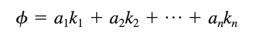 ϕ = a₁k₁ + a₂k₂ + ⋯ + aₙkₙ